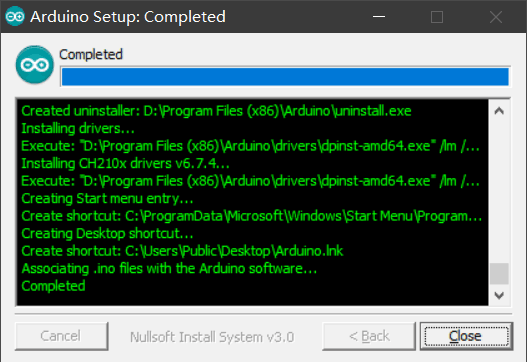 Arduino Setup: Completed
Completed
Created uninstaller: D:\Program Files (x86)\Arduino\uninstall.exe
Installing drivers...
Execute: "D:\Program Files (x86)\Arduino\drivers\dpinst-amd64.exe" /lm /...
Installing CH210x drivers v6.7.4...
Execute: "D:\Program Files (x86)\Arduino\drivers\dpinst-amd64.exe" /lm /...
Creating Start menu entry...
Create shortcut: C:\ProgramData\Microsoft\Windows\Start Menu\Program...
Creating Desktop shortcut...
Create shortcut: C:\Users\Public\Desktop\Arduino.lnk
Associating .ino files with the Arduino software...
Completed
Cancel Nullsoft Install System v3.0 < Back Close